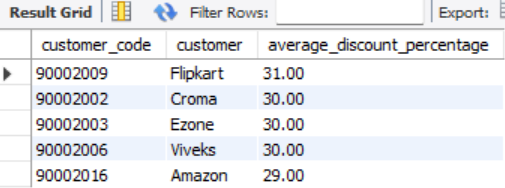 Result Grid Filter Rows: Export:
customer_code customer average_discount_percentage
90002009 Flipkart 31.00
90002002 Croma 30.00
90002003 Ezone 30.00
90002006 Viveks 30.00
90002016 Amazon 29.00